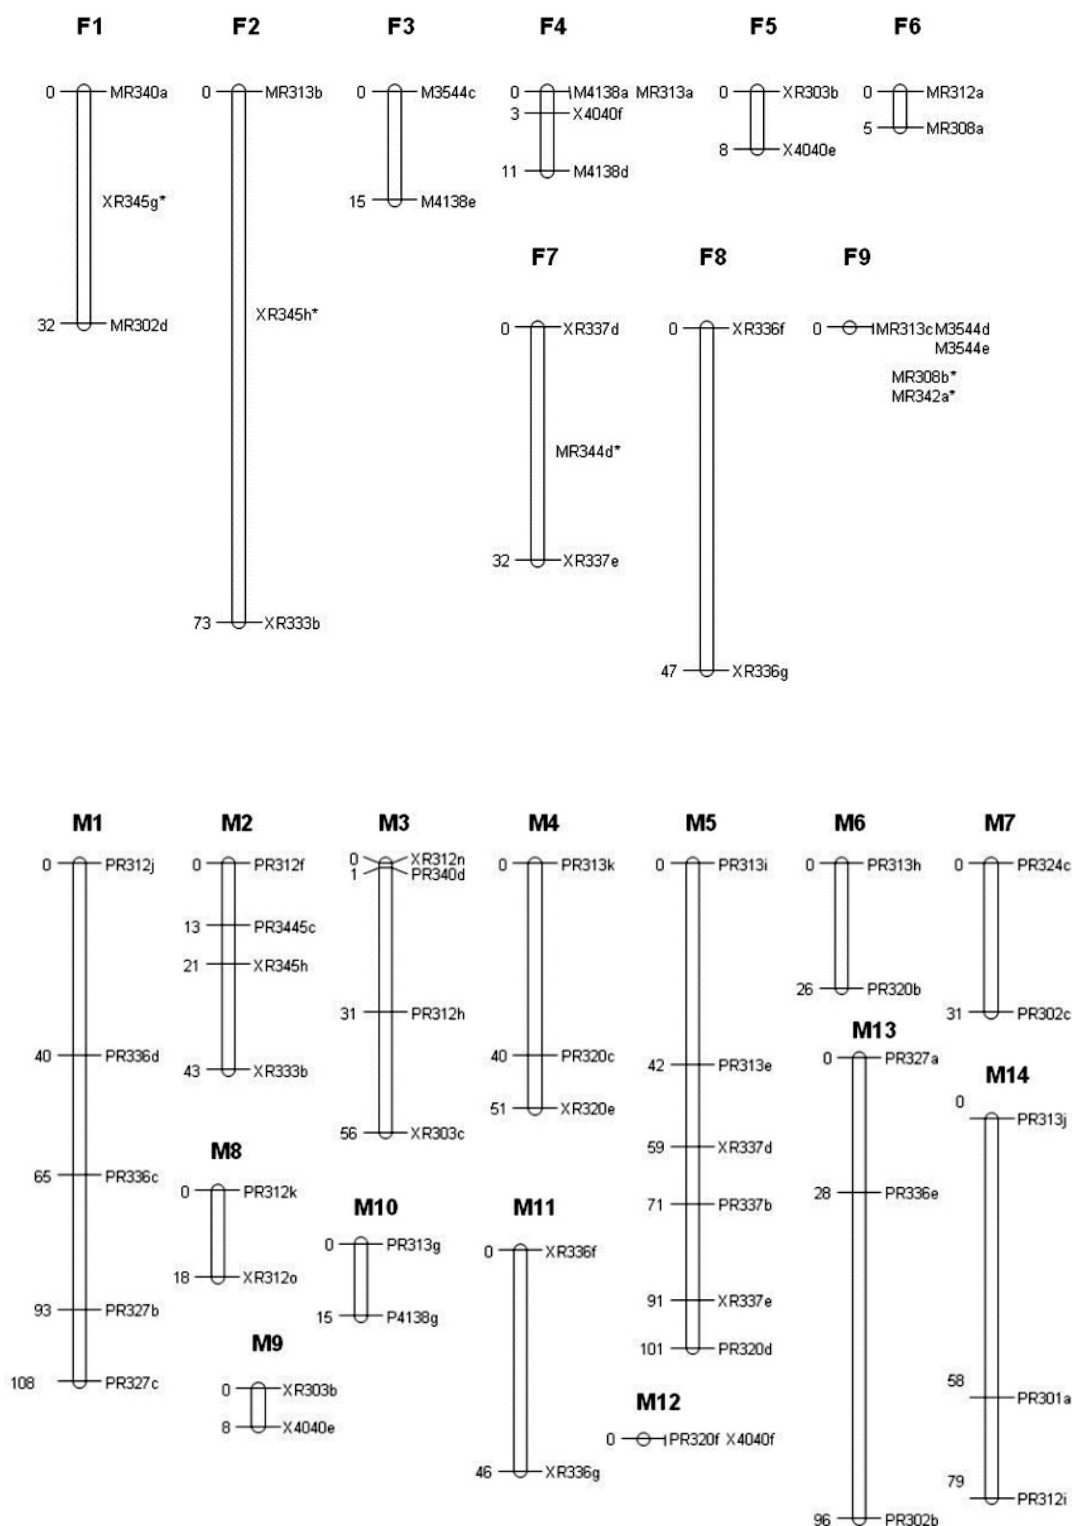 F1 F2 F3 F4 F5 F6
0 MR340a 0 MR313b 0 M3544c 0 M4138a MR313a 0 XR303b 0 MR312a
3 X4040f
5 MR308a
8 X4040e
11 M4138d
XR345g* 15 M4138e
F7 F8 F9
XR345h*
32 MR302d 0 XR337d 0 XR336f 0 MR313c M3544d
M3544e
MR308b*
MR342a*
MR344d*
32 XR337e
73 XR333b
47 XR336g
M1 M2 M3 M4 M5 M6 M7
0 PR312j 0 PR312f 0 XR312n 0 PR313k 0 PR313i 0 PR313h 0 PR324c
1 PR340d
13 PR3445c
21 XR345h
26 PR320b
31 PR312h 31 PR302c
M13
40 PR336d 40 PR320c 0 PR327a
43 XR333b 42 PR313e
M14
51 XR320e 0 PR313j
56 XR303c
M8 59 XR337d
65 PR336c
0 PR312k 28 PR336e
M10 M11 71 PR337b
0 PR313g 0 XR336f
18 XR312o
93 PR327b 15 P4138g 91 XR337e
M9 101 PR320d
108 PR327c 0 XR303b 58 PR301a
M12
8 X4040e 0 PR320f X4040f
46 XR336g 79 PR312i
96 PR302b